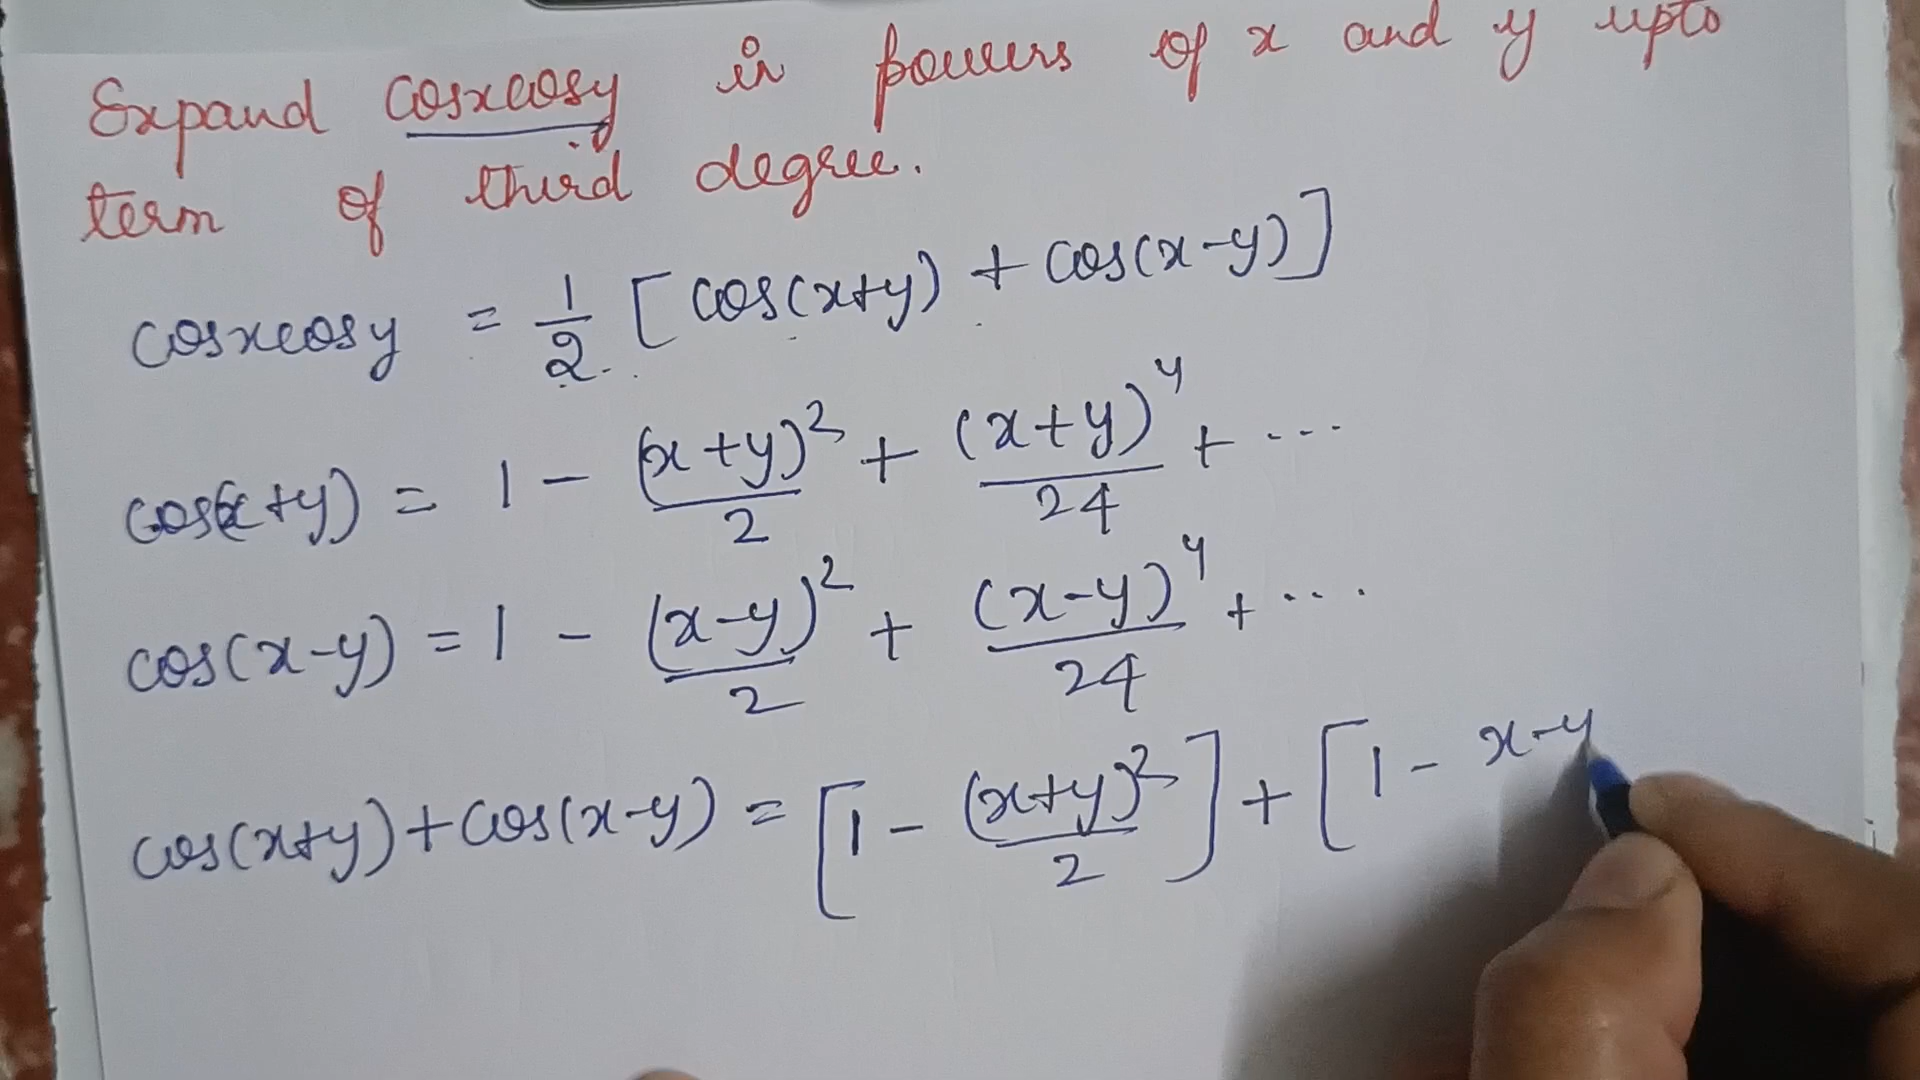 Expand cosxcosy in powers of x and y upto
term of third degree.
cosxcosy = 1/2 [cos(x+y) + cos(x-y)]
cos(x+y) = 1 - (x+y)²/2 + (x+y)⁴/24 + ...
cos(x-y) = 1 - (x-y)²/2 + (x-y)⁴/24 + ...
cos(x+y)+cos(x-y) = [1 - (x+y)²/2] + [1 - x-y